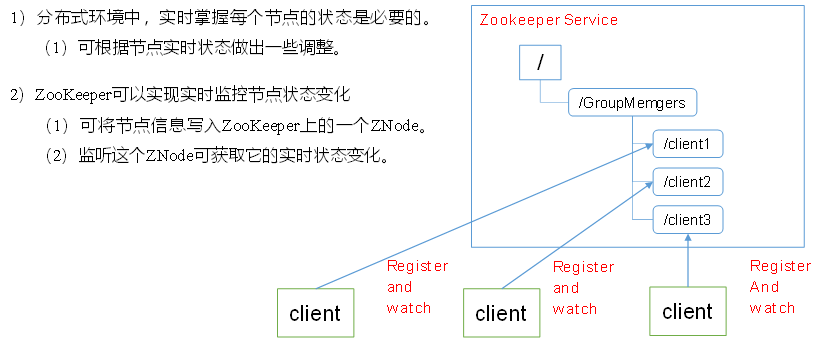 1）分布式环境中，实时掌握每个节点的状态是必要的。
（1）可根据节点实时状态做出一些调整。
2）ZooKeeper可以实现实时监控节点状态变化
（1）可将节点信息写入ZooKeeper上的一个ZNode。
（2）监听这个ZNode可获取它的实时状态变化。
Zookeeper Service
/
/GroupMemgers
/client1
/client2
/client3
Register
and
watch
Register
and
watch
Register
And
watch
client
client
client